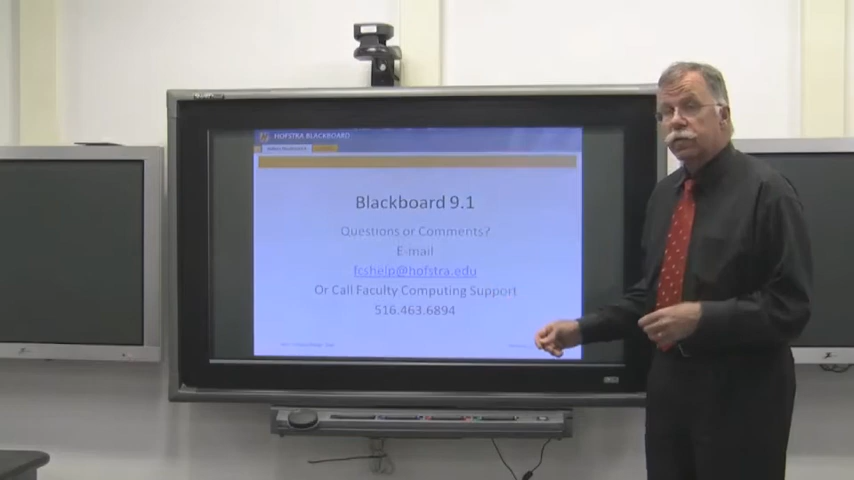 HOFSTRA BLACKBOARD
Blackboard 9.1
Questions or Comments?
E-mail
fcshelp@hofstra.edu
Or Call Faculty Computing Support
516.463.6894